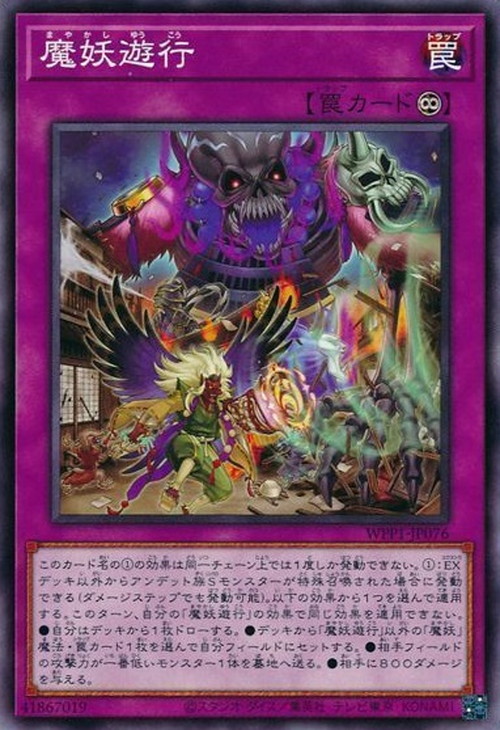 魔妖遊行
罠
【罠カード】
WPP1-JP076
このカード名の①の効果は同一チェーン上では1度しか発動できない。①:EX
デッキ以外からアンデット族Sモンスターが特殊召喚された場合に発動
できる(ダメージステップでも発動可能)。以下の効果から1つを選んで適用
する。このターン、自分の「魔妖遊行」の効果で同じ効果を適用できない。
●自分はデッキから1枚ドローする。●デッキから「魔妖遊行」以外の「魔妖」
魔法・罠カード1枚を選んで自分フィールドにセットする。●相手フィールド
の攻撃力が一番低いモンスター1体を墓地へ送る。●相手に800ダメージ
を与える。
41867019 ©スタジオ・ダイス/集英社・テレビ東京・KONAMI